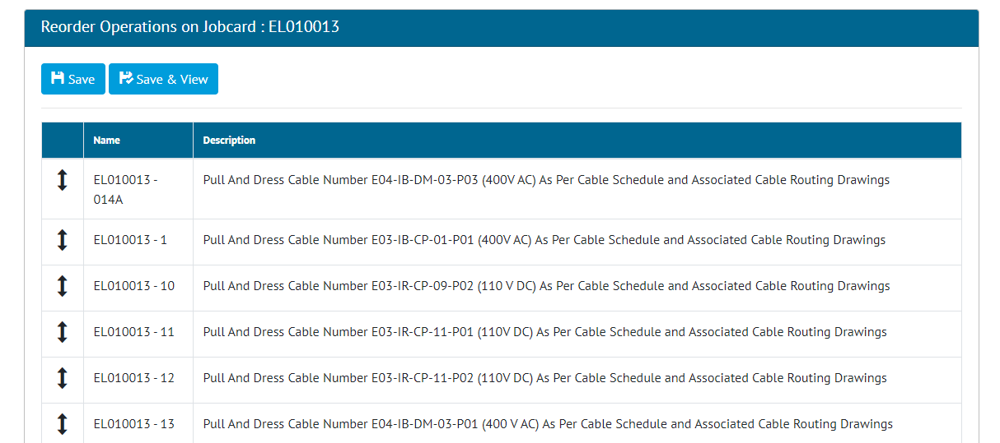 Reorder Operations on Jobcard : EL010013
Save
Save & View
Name
Description
EL010013 -
014A
Pull And Dress Cable Number E04-IB-DM-03-P03 (400V AC) As Per Cable Schedule and Associated Cable Routing Drawings
EL010013 - 1
Pull And Dress Cable Number E03-IB-CP-01-P01 (400V AC) As Per Cable Schedule and Associated Cable Routing Drawings
EL010013 - 10
Pull And Dress Cable Number E03-IR-CP-09-P02 (110 V DC) As Per Cable Schedule and Associated Cable Routing Drawings
EL010013 - 11
Pull And Dress Cable Number E03-IR-CP-11-P01 (110V DC) As Per Cable Schedule and Associated Cable Routing Drawings
EL010013 - 12
Pull And Dress Cable Number E03-IR-CP-11-P02 (110V DC) As Per Cable Schedule and Associated Cable Routing Drawings
EL010013 - 13
Pull And Dress Cable Number E04-IB-DM-03-P01 (400 V AC) As Per Cable Schedule and Associated Cable Routing Drawings